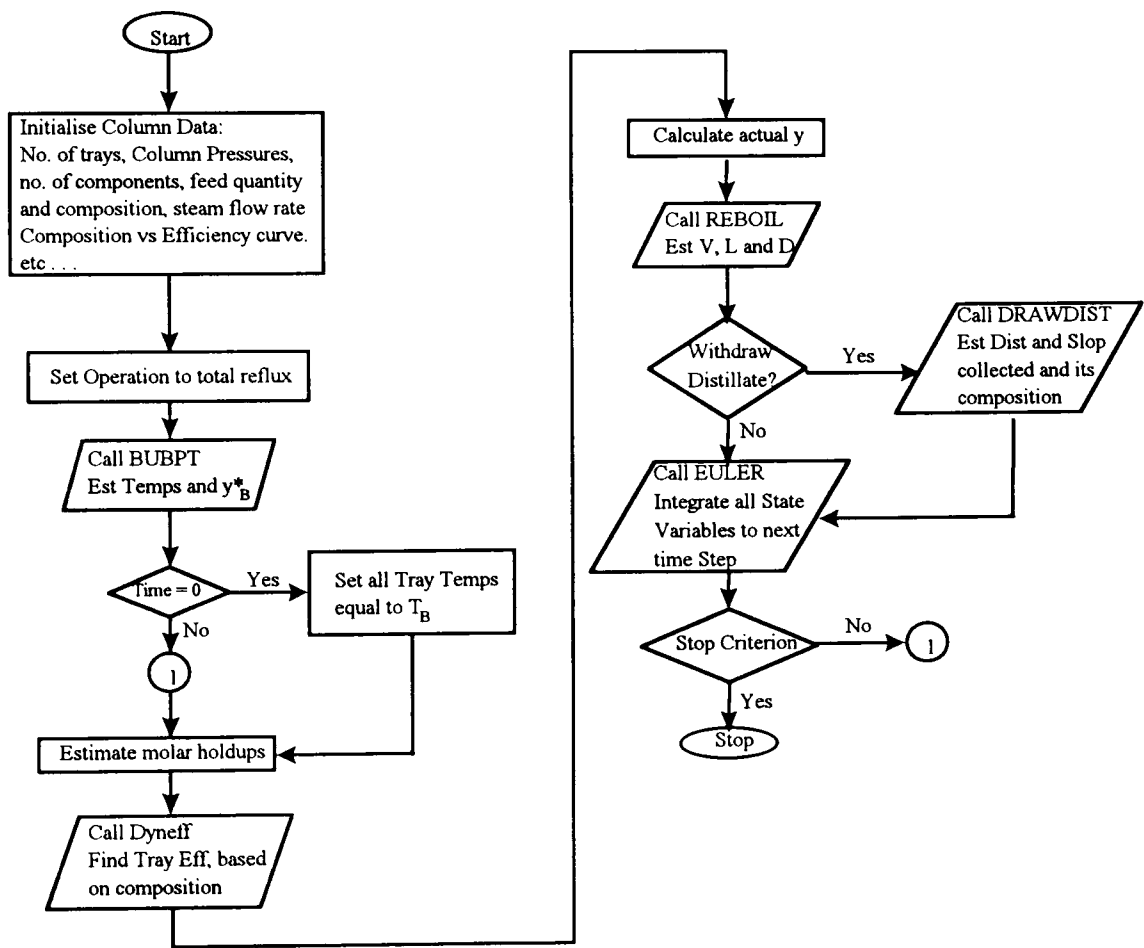 Start
Initialise Column Data:
No. of trays, Column Pressures,
no. of components, feed quantity
and composition, steam flow rate
Composition vs Efficiency curve.
etc . . .
Set Operation to total reflux
Call BUBPT
Est Temps and y*B
Time = 0
Yes
Set all Tray Temps
equal to TB
No
1
Estimate molar holdups
Call Dyneff
Find Tray Eff, based
on composition
Calculate actual y
Call REBOIL
Est V, L and D
Withdraw
Distillate?
Yes
Call DRAWDIST
Est Dist and Slop
collected and its
composition
No
Call EULER
Integrate all State
Variables to next
time Step
Stop Criterion
No
1
Yes
Stop